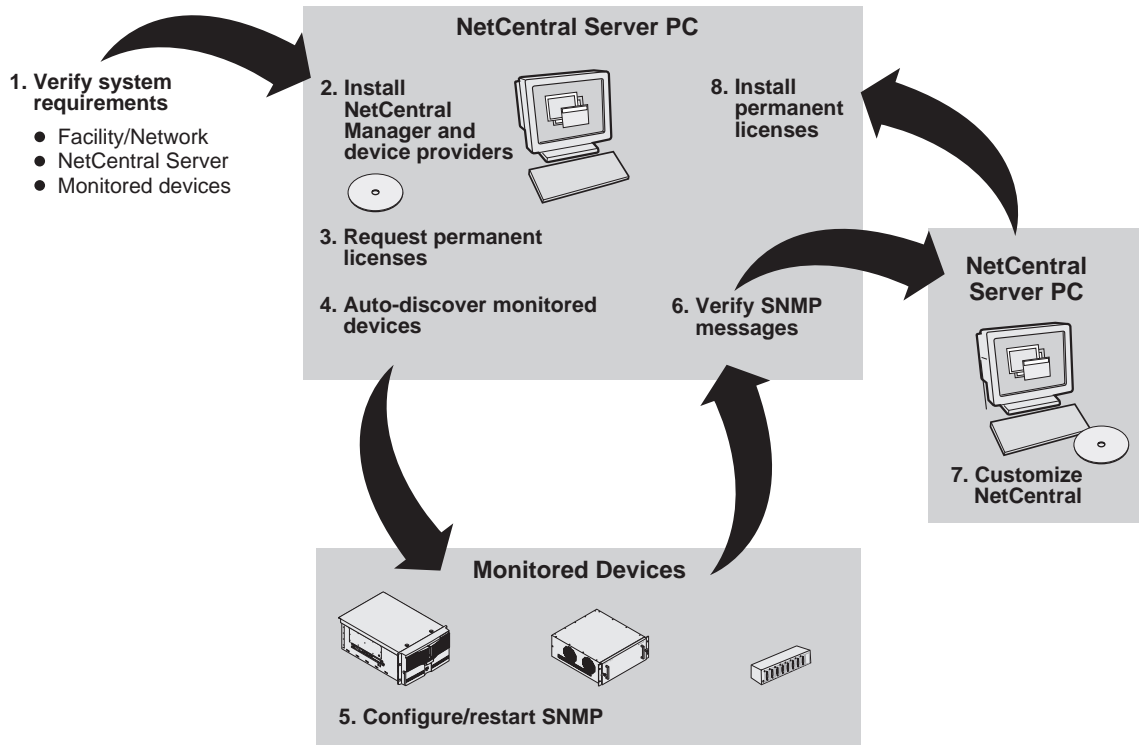 NetCentral Server PC
1. Verify system
requirements
● Facility/Network
● NetCentral Server
● Monitored devices
2. Install
NetCentral
Manager and
device providers
3. Request permanent
licenses
4. Auto-discover monitored
devices
8. Install
permanent
licenses
6. Verify SNMP
messages
NetCentral
Server PC
7. Customize
NetCentral
Monitored Devices
5. Configure/restart SNMP